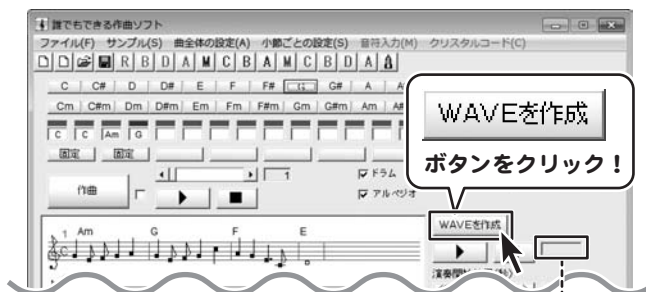 誰でもできる作曲ソフト
ファイル(F) サンプル(S) 曲全体の設定(A) 小節ごとの設定(S) 音符入力(M) クリスタルコード(C)
R B D A M C B A M C B D A A
C C# D D# E F F# G G# A
Cm C#m Dm D#m Em Fm F#m Gm G#m Am A#
C C Am G
固定 固定
WAVEを作成
ボタンをクリック！
作曲 1 ドラム
アルペジオ
1 Am G F E
WAVEを作成